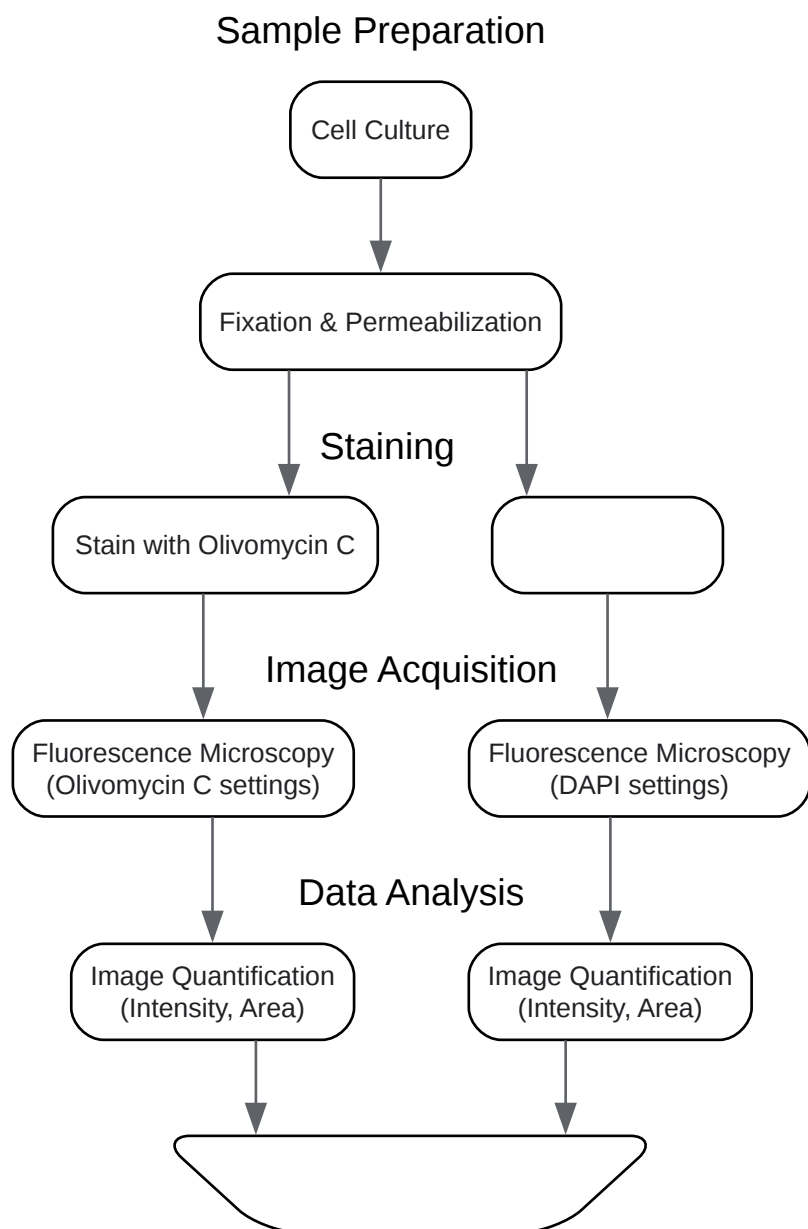 Sample Preparation
Cell Culture
Fixation & Permeabilization
Staining
Stain with Olivomycin C
Image Acquisition
Fluorescence Microscopy
(Olivomycin C settings)
Fluorescence Microscopy
(DAPI settings)
Data Analysis
Image Quantification
(Intensity, Area)
Image Quantification
(Intensity, Area)